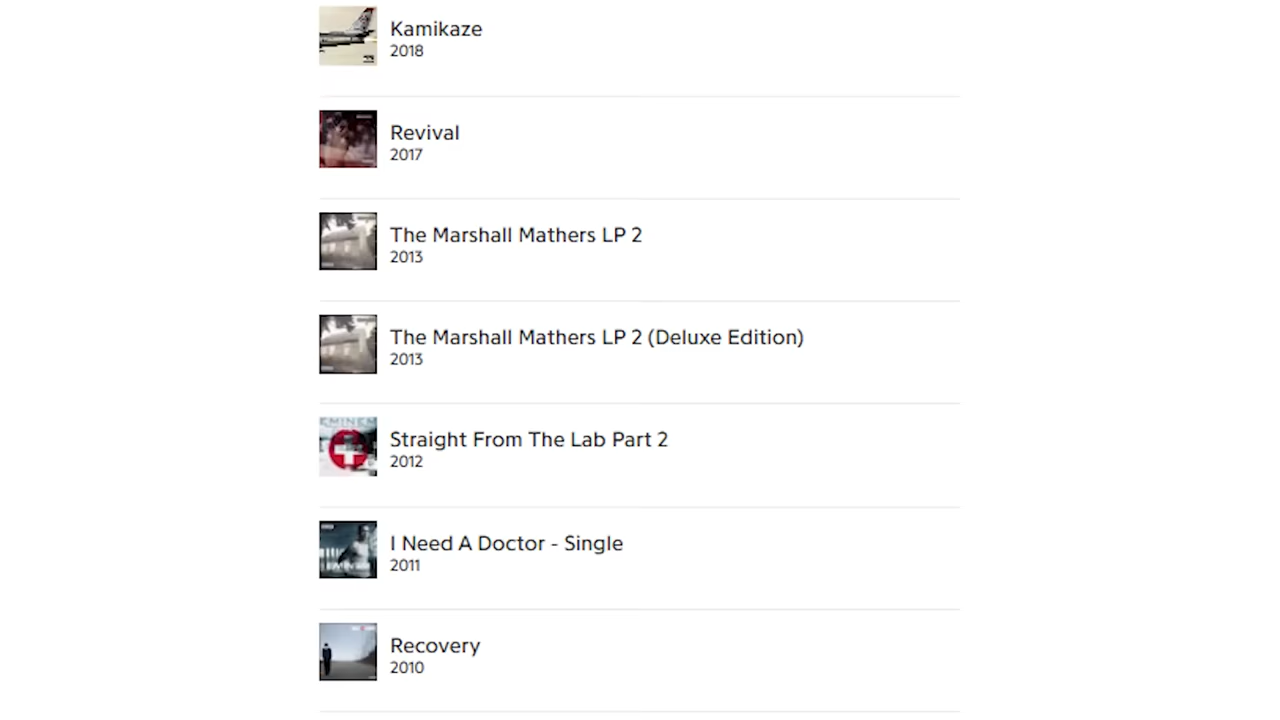 Kamikaze
2018
Revival
2017
The Marshall Mathers LP 2
2013
The Marshall Mathers LP 2 (Deluxe Edition)
2013
EMINEM
Straight From The Lab Part 2
2012
I Need A Doctor - Single
2011
Recovery
2010